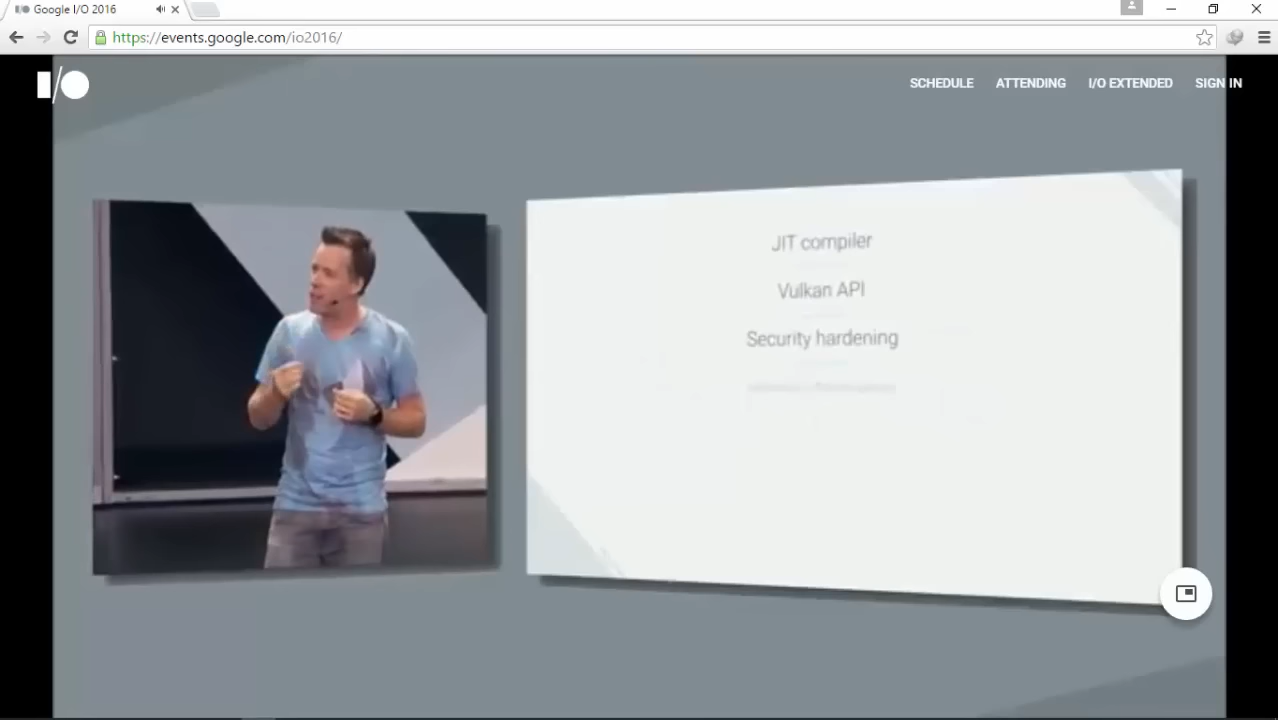 Google I/O 2016
https://events.google.com/io2016/
I/O
SCHEDULE
ATTENDING
I/O EXTENDED
SIGN IN
JIT compiler
Vulkan API
Security hardening